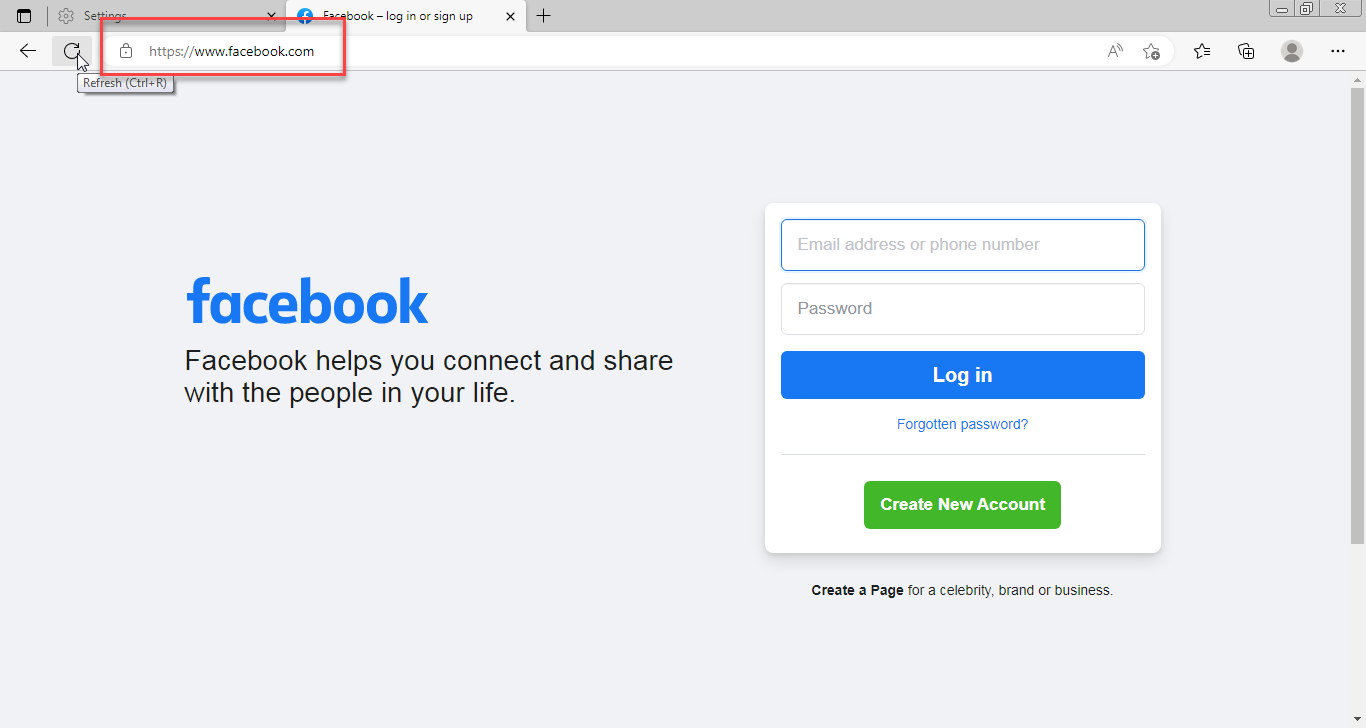 Settings
Facebook – log in or sign up
https://www.facebook.com
Refresh (Ctrl+R)
Email address or phone number
facebook
Password
Facebook helps you connect and share
with the people in your life.
Log in
Forgotten password?
Create New Account
Create a Page for a celebrity, brand or business.